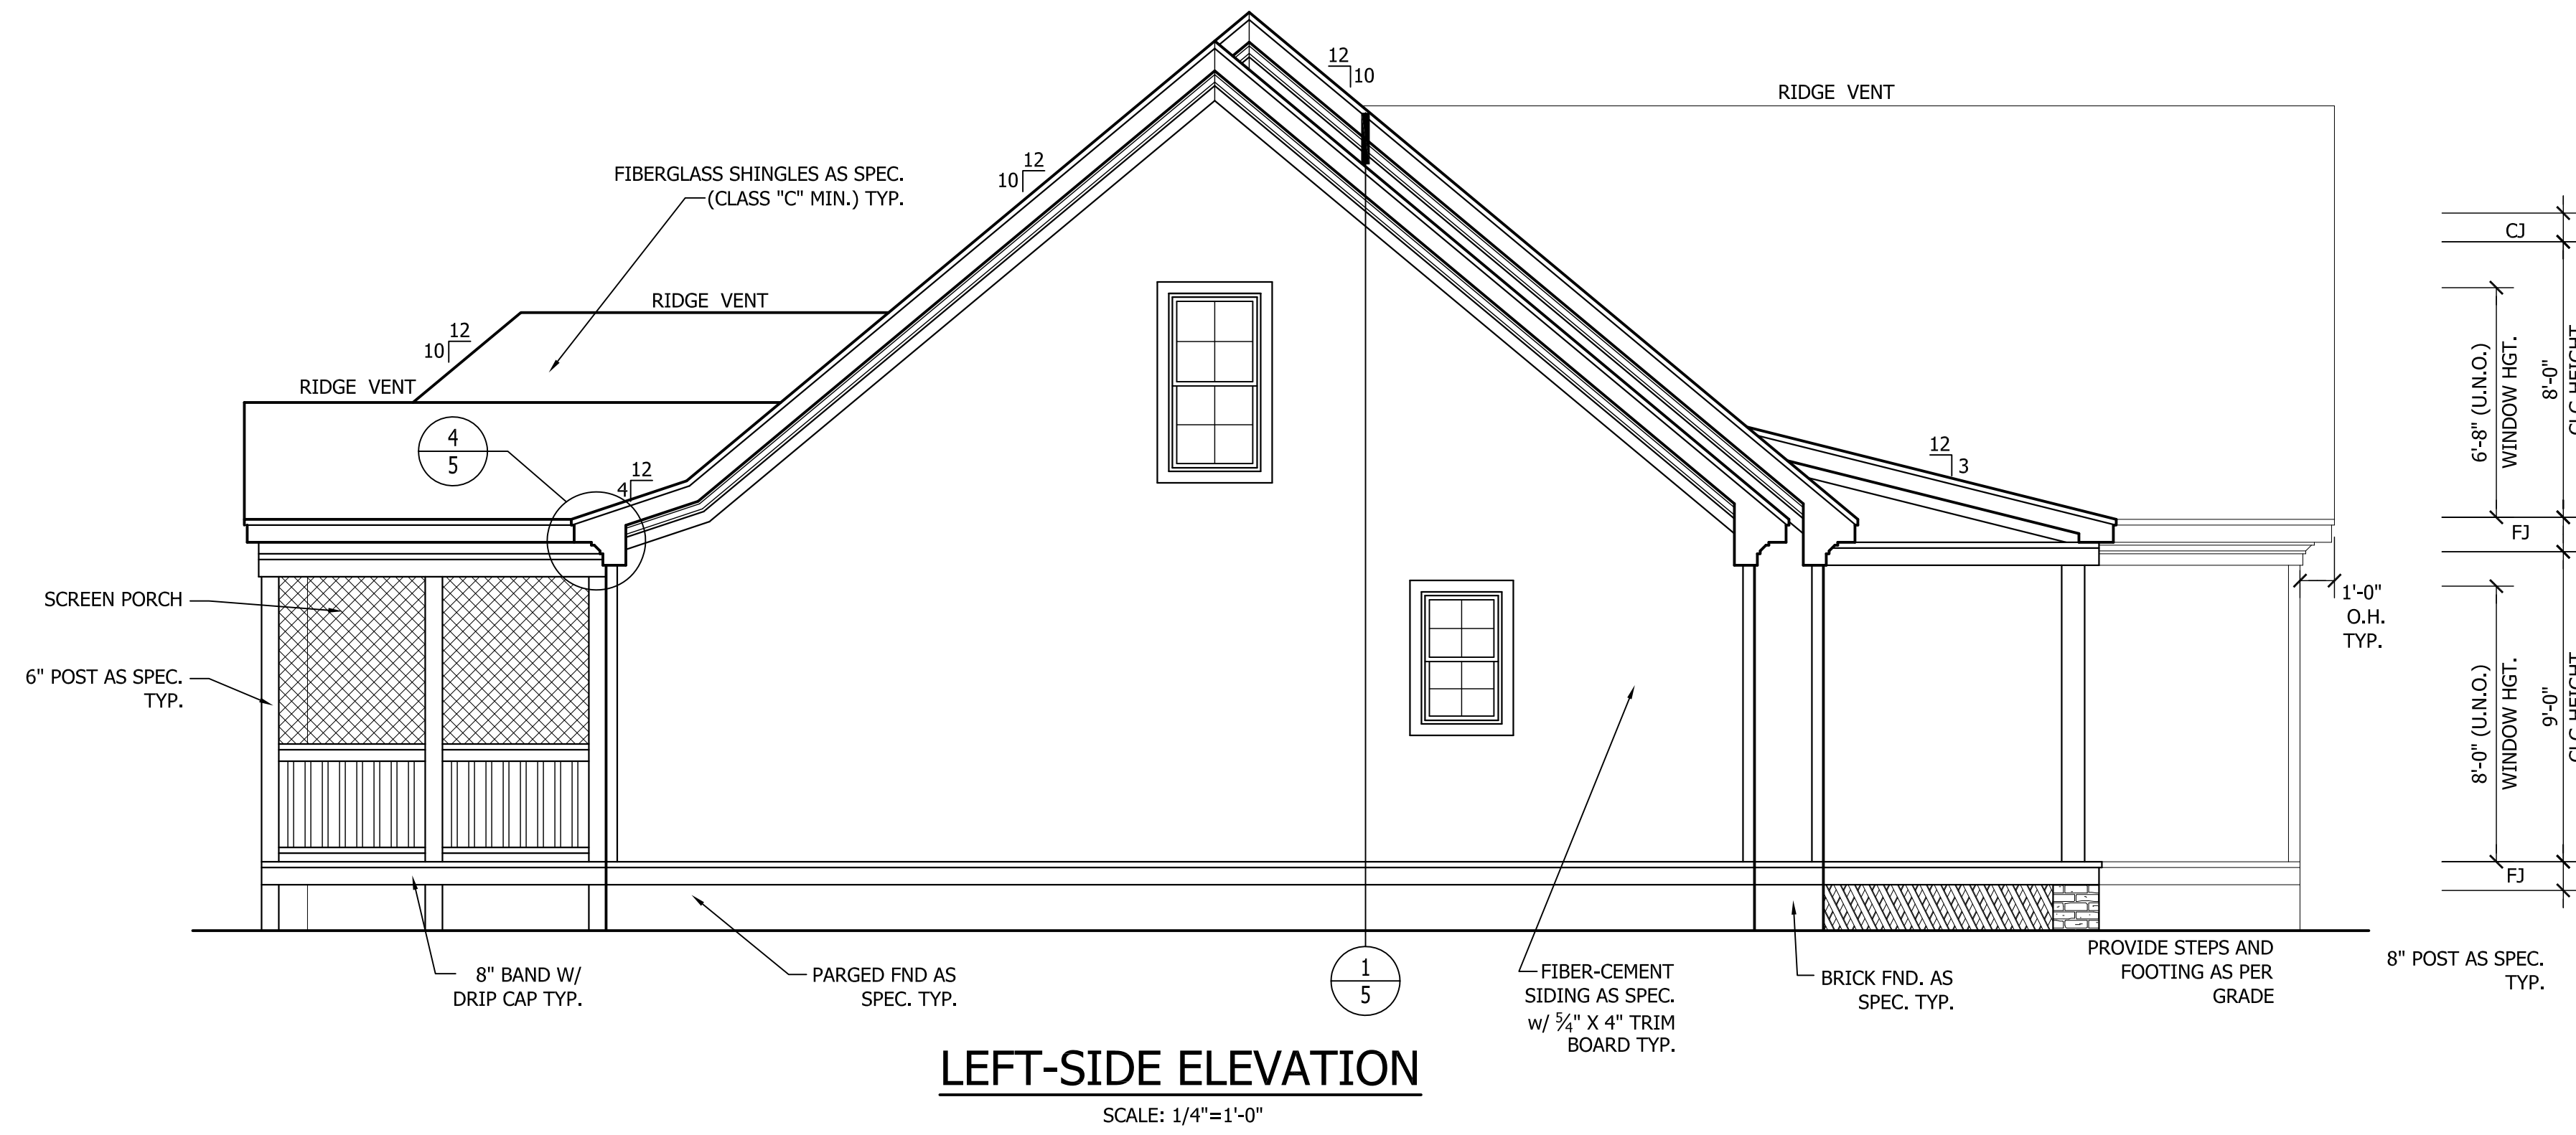 12
10
RIDGE VENT
12
10
FIBERGLASS SHINGLES AS SPEC.
(CLASS "C" MIN.) TYP.
RIDGE VENT
12
10
RIDGE VENT
4
5
12
4
12
3
CJ
6'-8" (U.N.O.)
WINDOW HGT.
8'-0"
CLG HEIGHT
FJ
SCREEN PORCH
6" POST AS SPEC.
TYP.
1'-0"
O.H.
TYP.
8'-0" (U.N.O.)
WINDOW HGT.
9'-0"
CLG HEIGHT
FJ
8" BAND W/
DRIP CAP TYP.
PARGED FND AS
SPEC. TYP.
1
5
FIBER-CEMENT
SIDING AS SPEC.
w/ 5/4" X 4" TRIM
BOARD TYP.
BRICK FND. AS
SPEC. TYP.
PROVIDE STEPS AND
FOOTING AS PER
GRADE
8" POST AS SPEC.
TYP.
LEFT-SIDE ELEVATION
SCALE: 1/4"=1'-0"